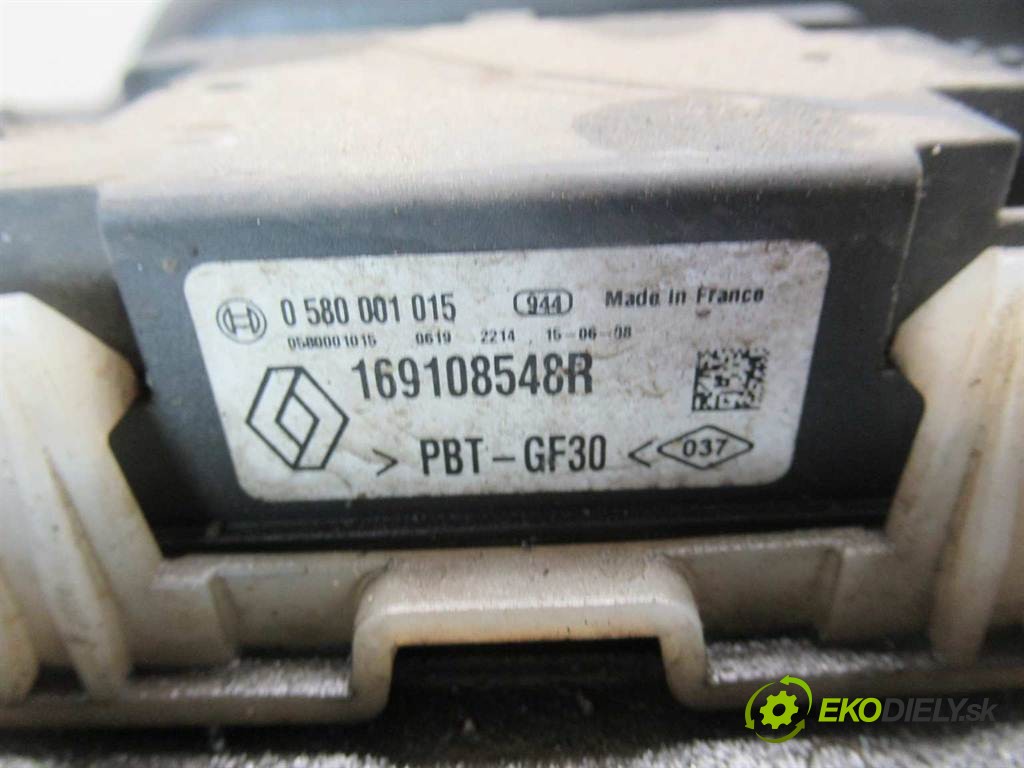 0 580 001 015 944 Made in France
0580001015 0619 2214 15-06-08
169108548R
> PBT-GF30 < 037
EKODIELY.sk